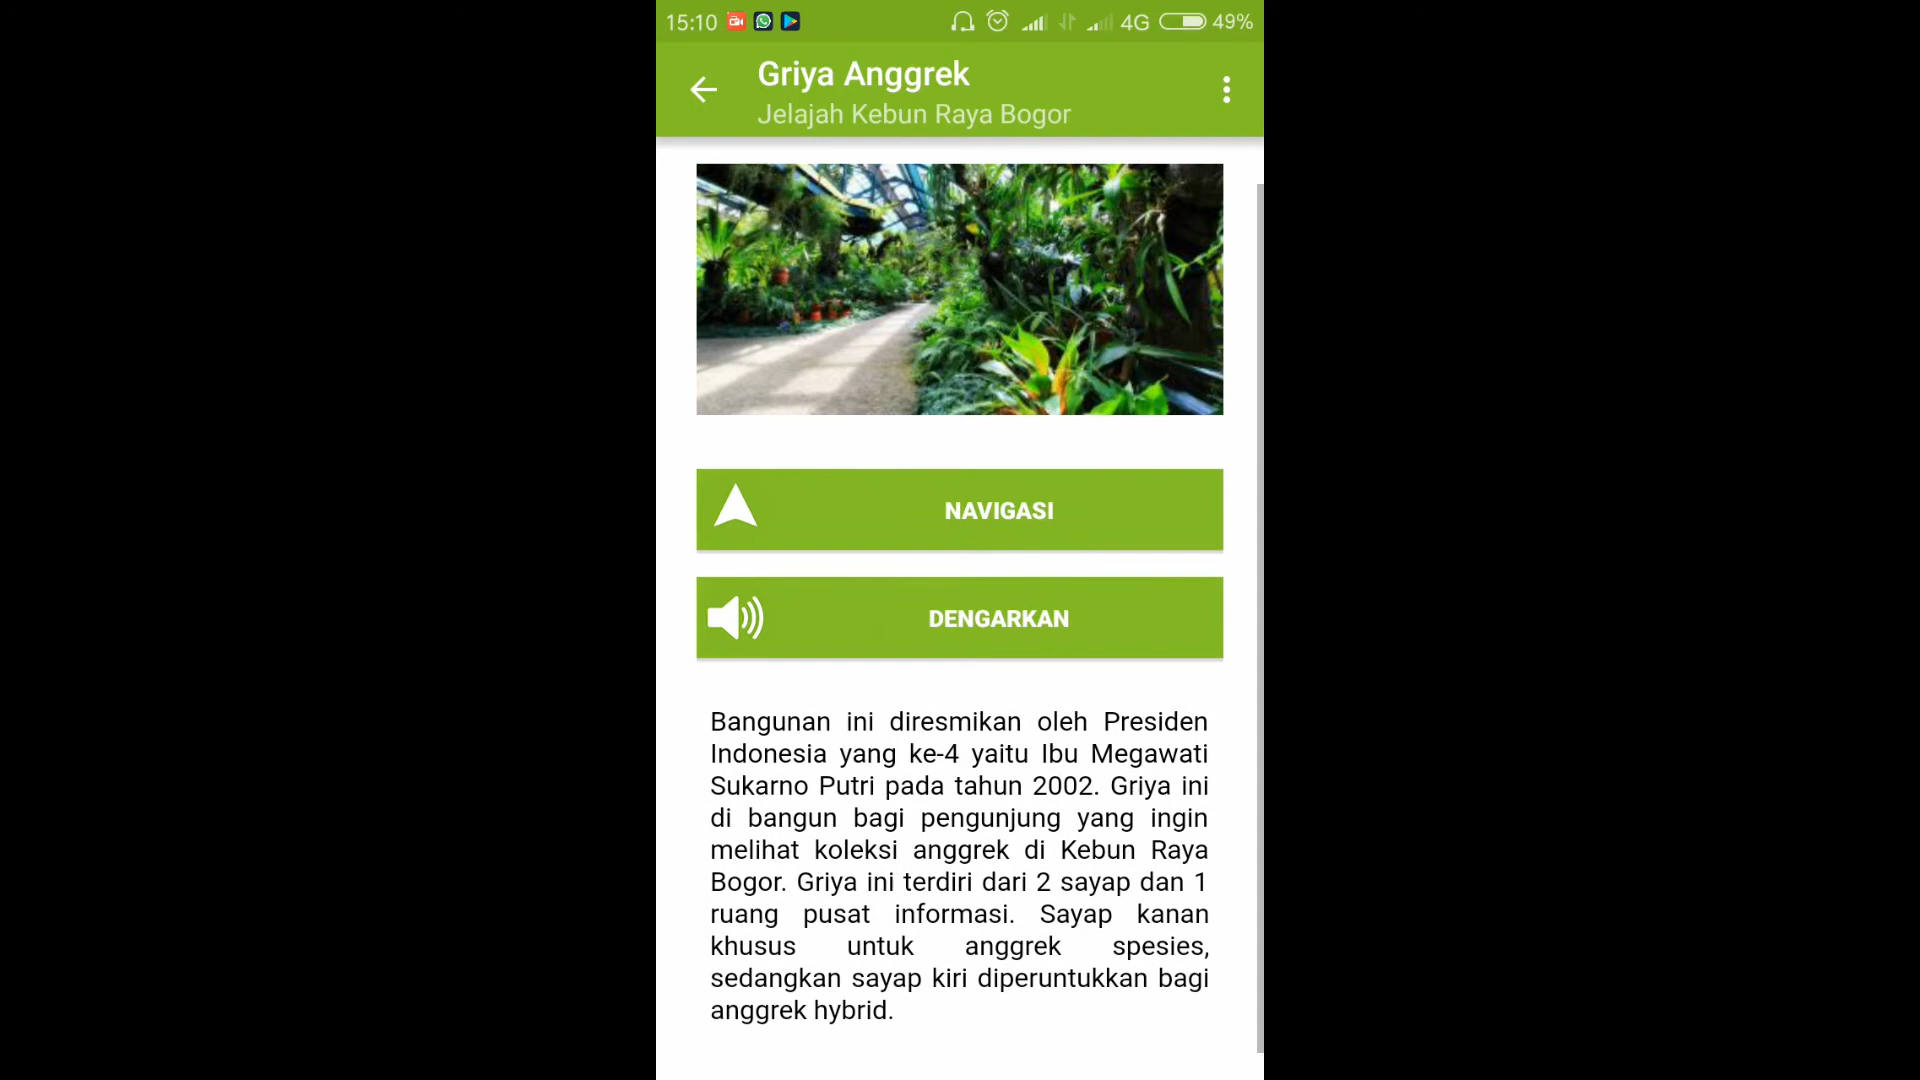 15:10 4G 49%
Griya Anggrek
Jelajah Kebun Raya Bogor
NAVIGASI
DENGARKAN
Bangunan ini diresmikan oleh Presiden
Indonesia yang ke-4 yaitu Ibu Megawati
Sukarno Putri pada tahun 2002. Griya ini
di bangun bagi pengunjung yang ingin
melihat koleksi anggrek di Kebun Raya
Bogor. Griya ini terdiri dari 2 sayap dan 1
ruang pusat informasi. Sayap kanan
khusus untuk anggrek spesies,
sedangkan sayap kiri diperuntukkan bagi
anggrek hybrid.